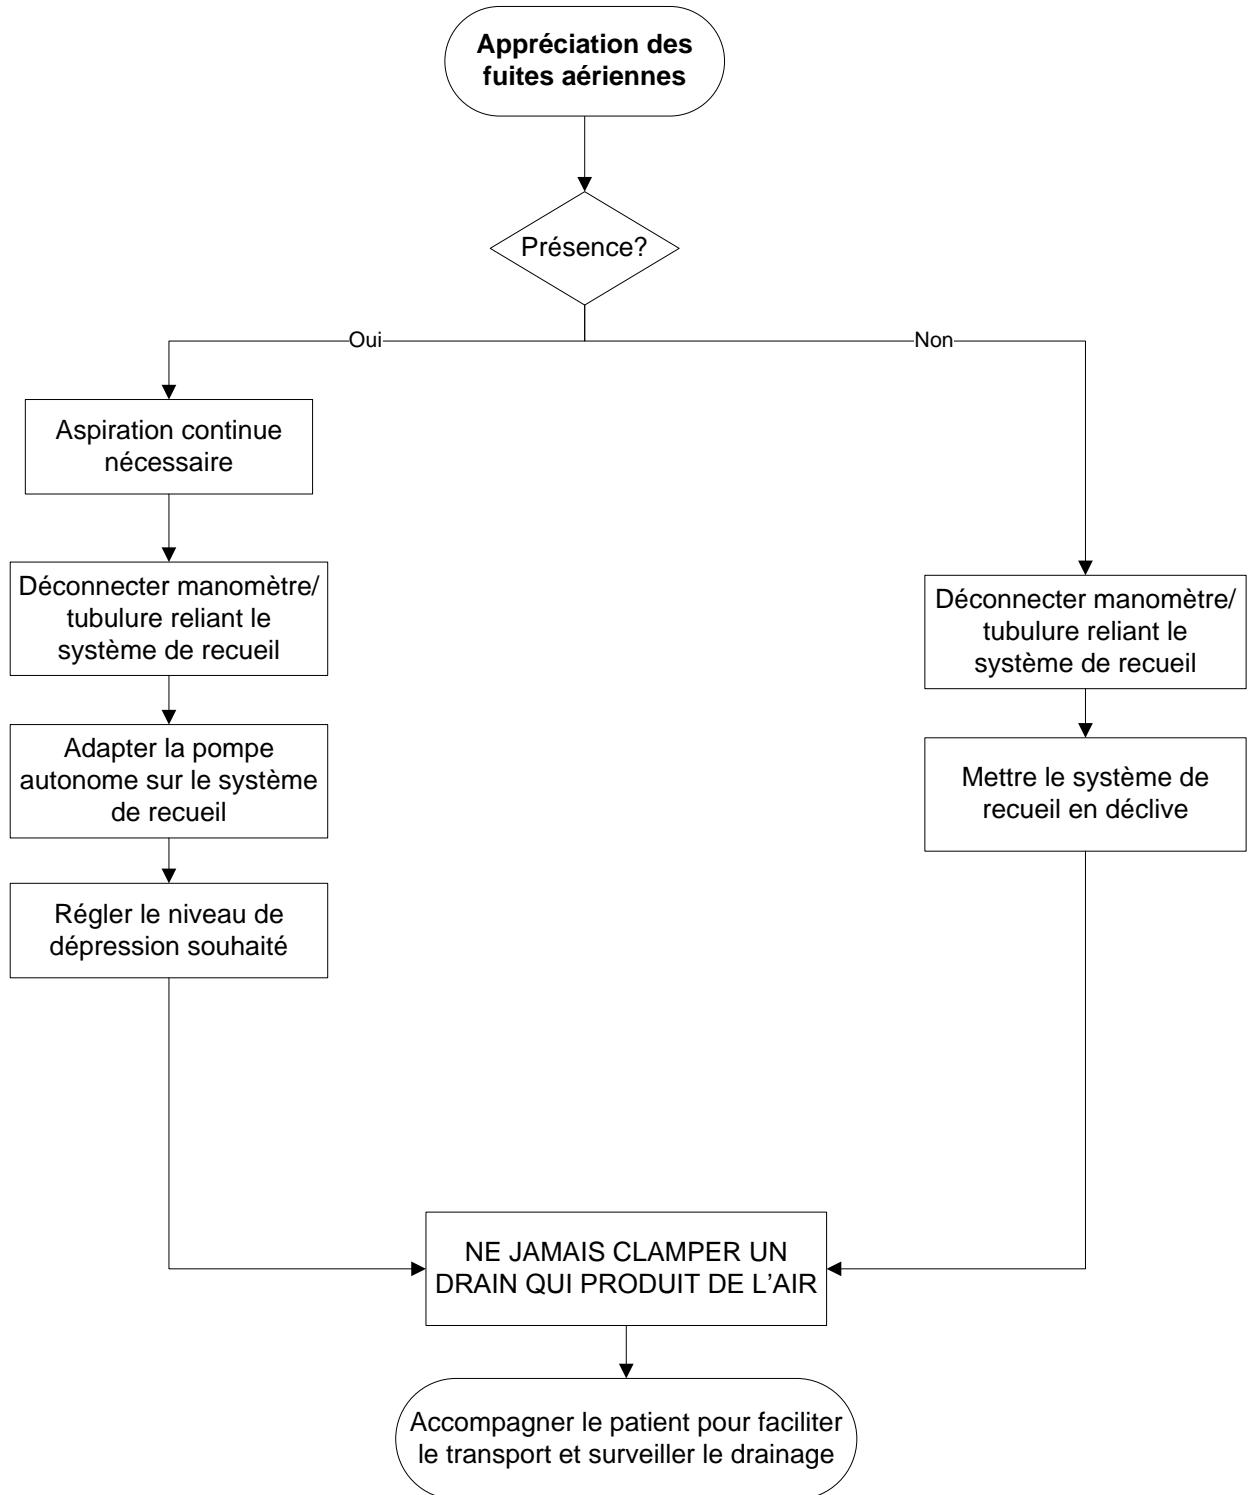 Appréciation des
fuites aériennes
Présence?
Oui
Non
Aspiration continue
nécessaire
Déconnecter manomètre/
tubulure reliant le
système de recueil
Adapter la pompe
autonome sur le système
de recueil
Régler le niveau de
dépression souhaité
Déconnecter manomètre/
tubulure reliant le
système de recueil
Mettre le système de
recueil en déclive
NE JAMAIS CLAMPER UN
DRAIN QUI PRODUIT DE L'AIR
Accompagner le patient pour faciliter
le transport et surveiller le drainage